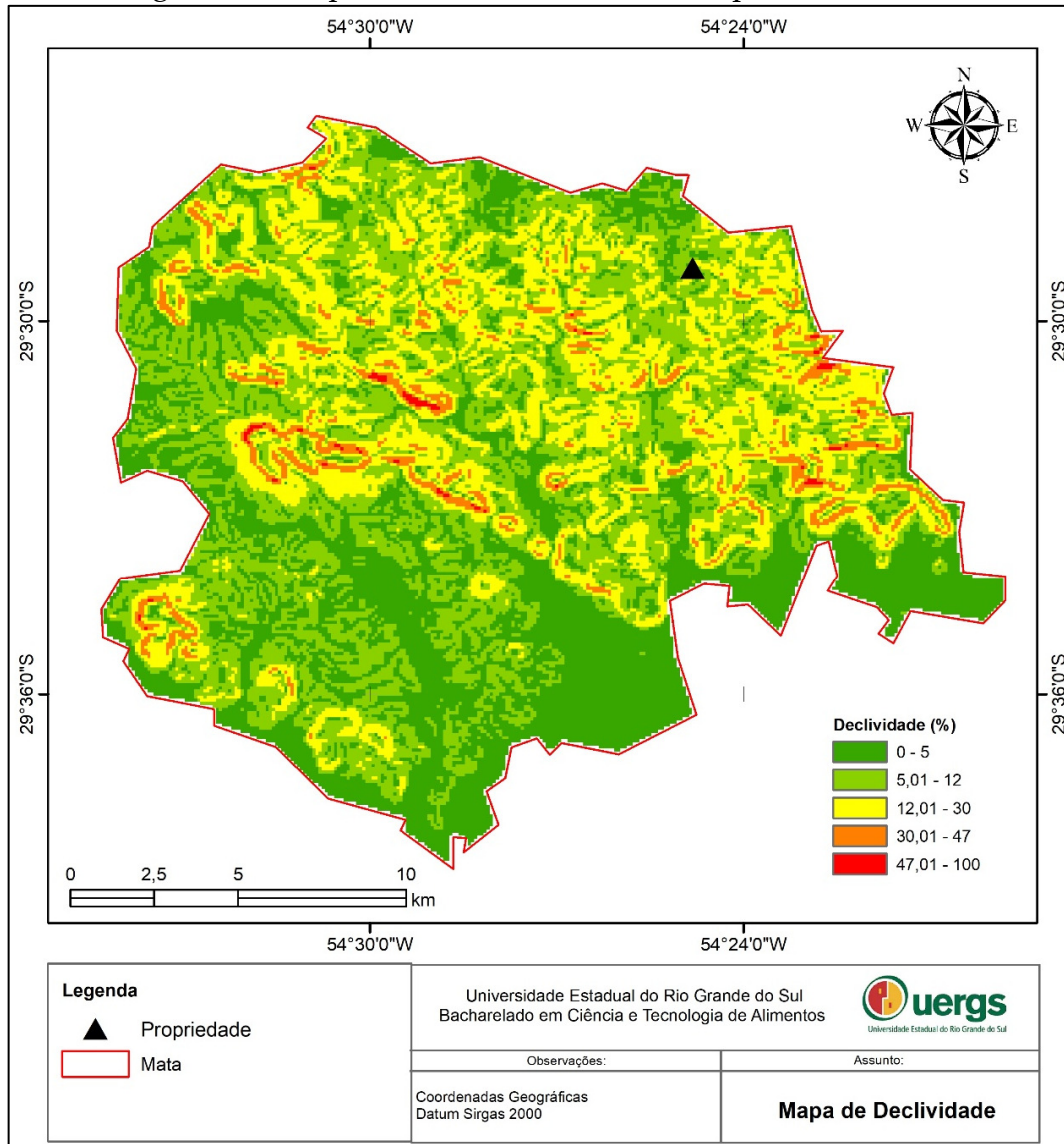 54°30'0"W 54°24'0"W
N
W E
S
29°30'0"S 29°30'0"S
29°36'0"S 29°36'0"S
Declividade (%)
0 - 5
5,01 - 12
12,01 - 30
30,01 - 47
47,01 - 100
0 2,5 5 10
km
54°30'0"W 54°24'0"W
Legenda
Propriedade
Mata
Universidade Estadual do Rio Grande do Sul
Bacharelado em Ciência e Tecnologia de Alimentos
uergs
Universidade Estadual do Rio Grande do Sul
Observações:
Assunto:
Coordenadas Geográficas
Datum Sirgas 2000
Mapa de Declividade